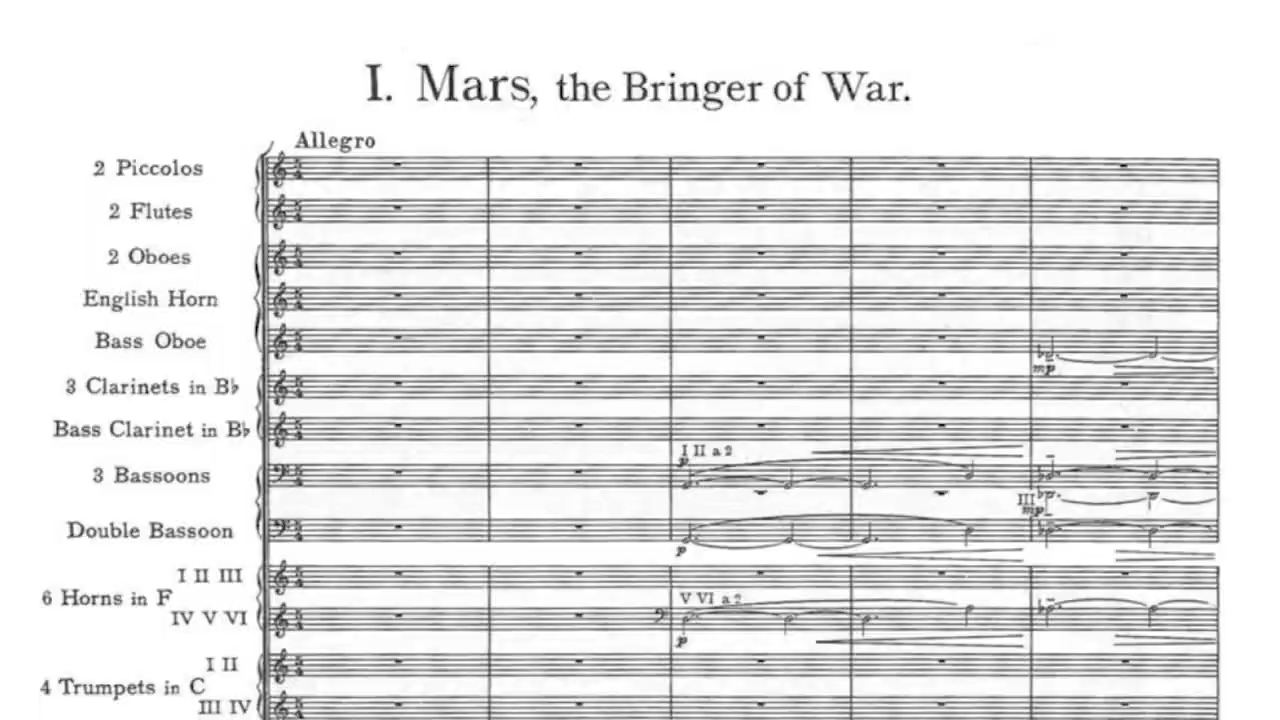 I. Mars, the Bringer of War.
Allegro
2 Piccolos
2 Flutes
2 Oboes
English Horn
Bass Oboe
mp
3 Clarinets in B♭
Bass Clarinet in B♭
I II a 2
p
3 Bassoons
III
mp
Double Bassoon
p
I II III
6 Horns in F
V VI a 2
IV V VI
p
I II
4 Trumpets in C
III IV